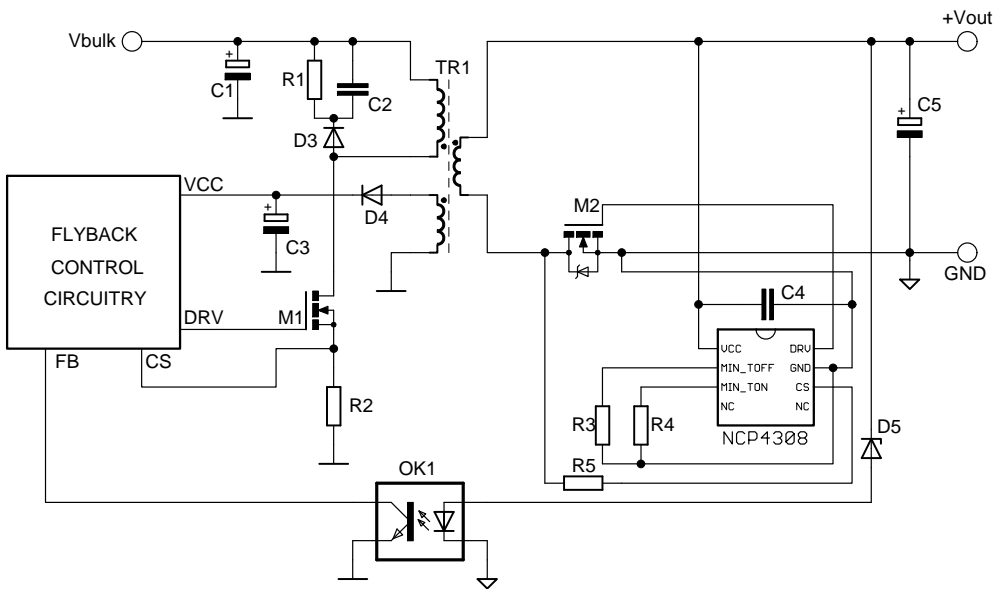 +Vout
Vbulk
+
C1
R1
C2
TR1
+
C5
D3
VCC
D4
+
C3
M2
FLYBACK
CONTROL
CIRCUITRY
GND
C4
DRV
M1
FB
CS
VCC
DRV
MIN_TOFF
GND
MIN_TON
CS
NC
NC
R2
R3
R4
NCP4308
D5
R5
OK1